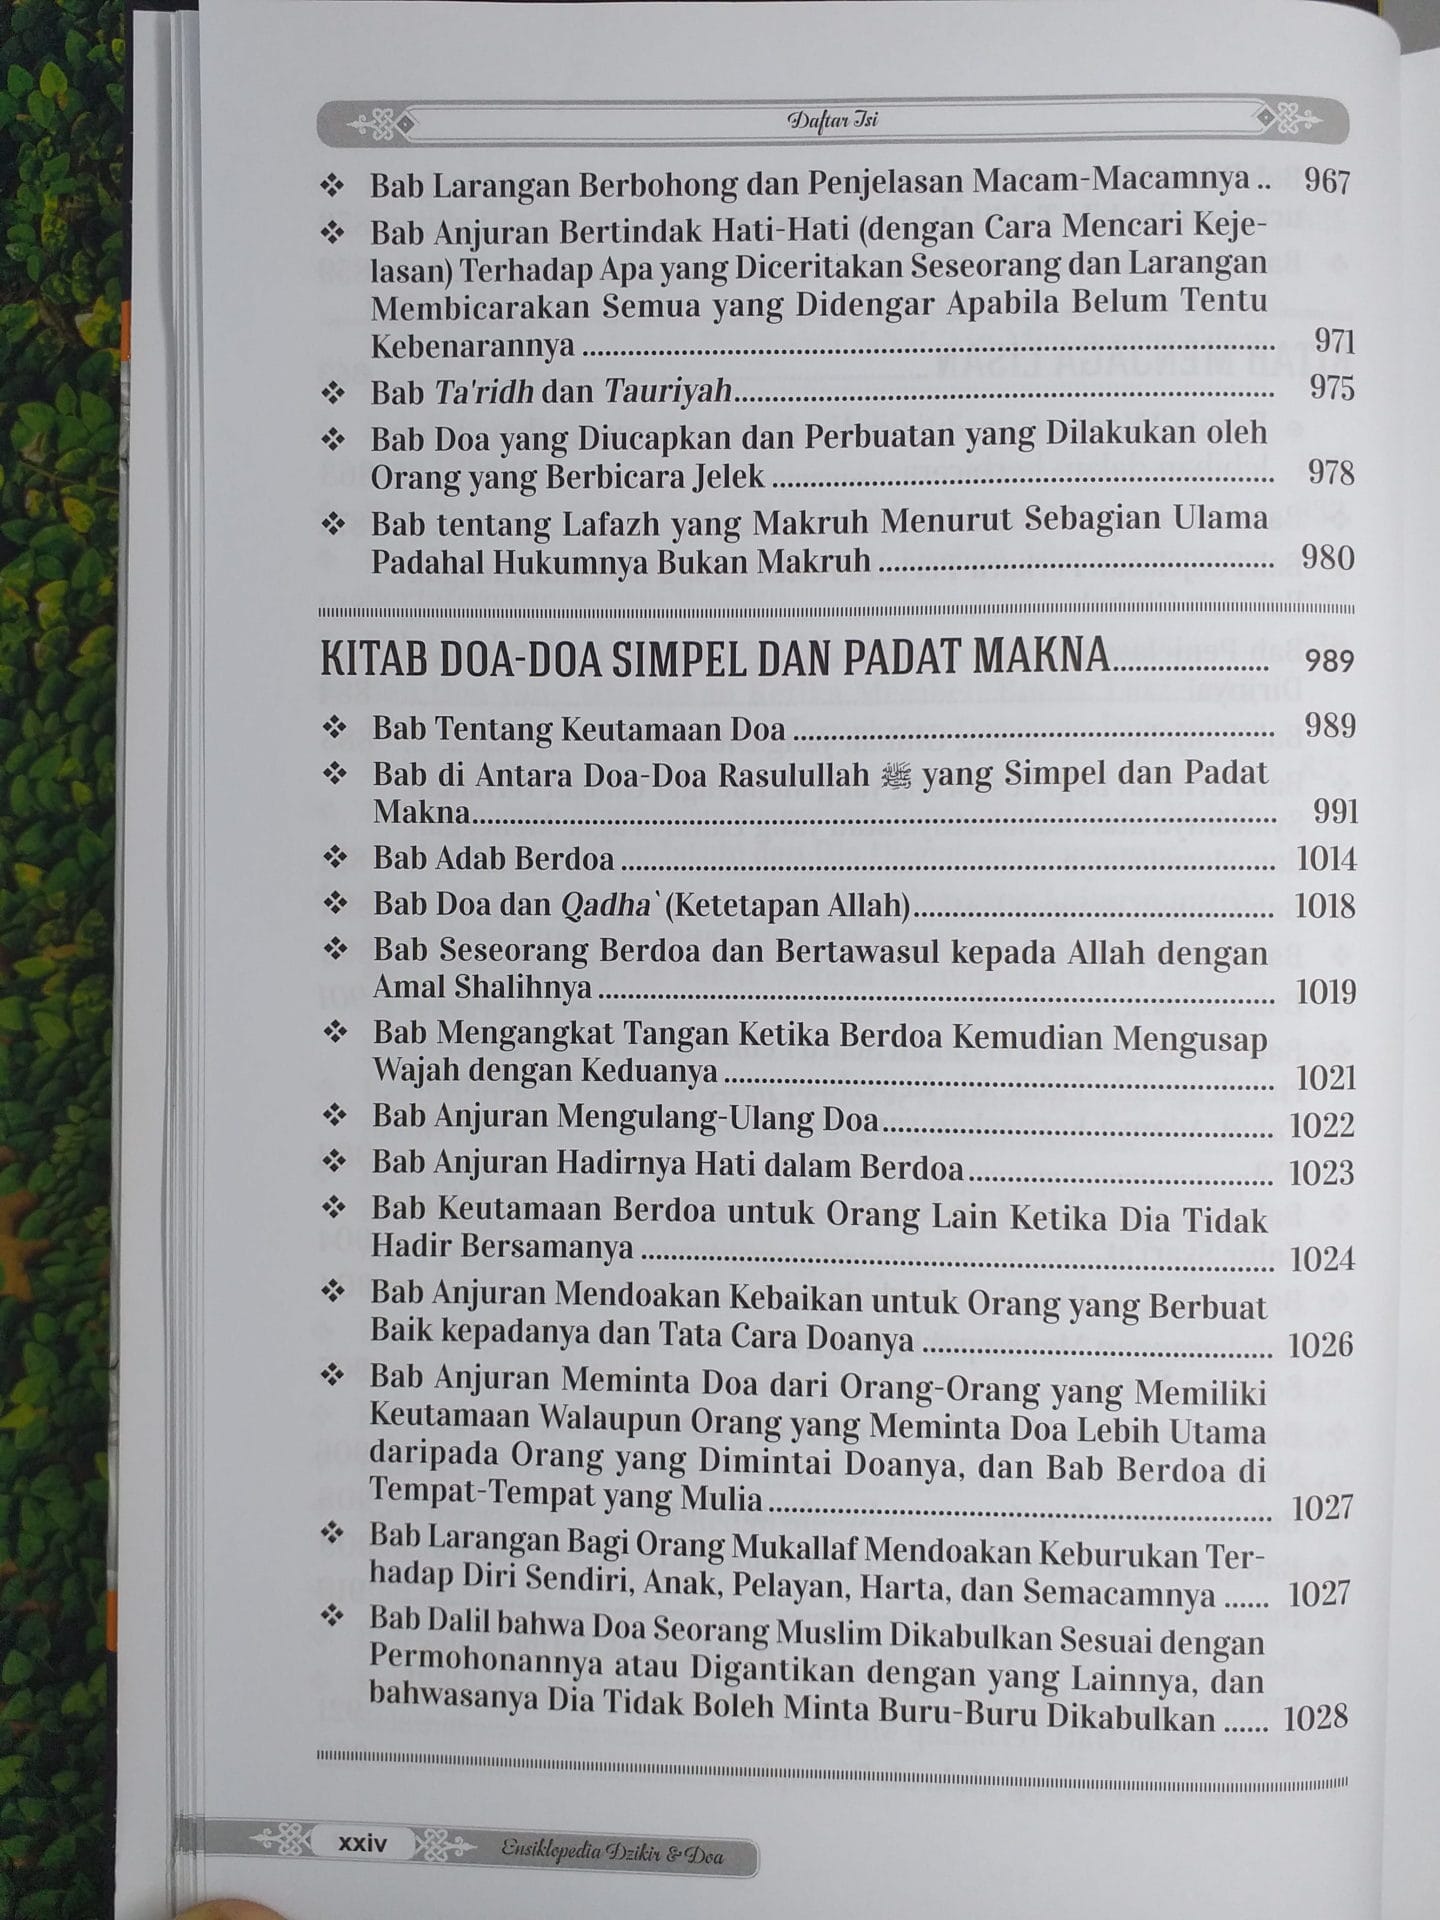 Daftar Isi
❖ Bab Larangan Berbohong dan Penjelasan Macam-Macamnya .. 967
❖ Bab Anjuran Bertindak Hati-Hati (dengan Cara Mencari Keje-
lasan) Terhadap Apa yang Diceritakan Seseorang dan Larangan
Membicarakan Semua yang Didengar Apabila Belum Tentu
Kebenarannya ........ 971
❖ Bab Ta'ridh dan Tauriyah........ 975
❖ Bab Doa yang Diucapkan dan Perbuatan yang Dilakukan oleh
Orang yang Berbicara Jelek ........ 978
❖ Bab tentang Lafazh yang Makruh Menurut Sebagian Ulama
Padahal Hukumnya Bukan Makruh ........ 980
KITAB DOA-DOA SIMPEL DAN PADAT MAKNA........ 989
❖ Bab Tentang Keutamaan Doa ........ 989
❖ Bab di Antara Doa-Doa Rasulullah ﷺ yang Simpel dan Padat
Makna........ 991
❖ Bab Adab Berdoa ........ 1014
❖ Bab Doa dan Qadha` (Ketetapan Allah)........ 1018
❖ Bab Seseorang Berdoa dan Bertawasul kepada Allah dengan
Amal Shalihnya ........ 1019
❖ Bab Mengangkat Tangan Ketika Berdoa Kemudian Mengusap
Wajah dengan Keduanya ........ 1021
❖ Bab Anjuran Mengulang-Ulang Doa........ 1022
❖ Bab Anjuran Hadirnya Hati dalam Berdoa........ 1023
❖ Bab Keutamaan Berdoa untuk Orang Lain Ketika Dia Tidak
Hadir Bersamanya ........ 1024
❖ Bab Anjuran Mendoakan Kebaikan untuk Orang yang Berbuat
Baik kepadanya dan Tata Cara Doanya ........ 1026
❖ Bab Anjuran Meminta Doa dari Orang-Orang yang Memiliki
Keutamaan Walaupun Orang yang Meminta Doa Lebih Utama
daripada Orang yang Dimintai Doanya, dan Bab Berdoa di
Tempat-Tempat yang Mulia ........ 1027
❖ Bab Larangan Bagi Orang Mukallaf Mendoakan Keburukan Ter-
hadap Diri Sendiri, Anak, Pelayan, Harta, dan Semacamnya ...... 1027
❖ Bab Dalil bahwa Doa Seorang Muslim Dikabulkan Sesuai dengan
Permohonannya atau Digantikan dengan yang Lainnya, dan
bahwasanya Dia Tidak Boleh Minta Buru-Buru Dikabulkan ...... 1028
xxiv Ensiklopedia Dzikir & Doa